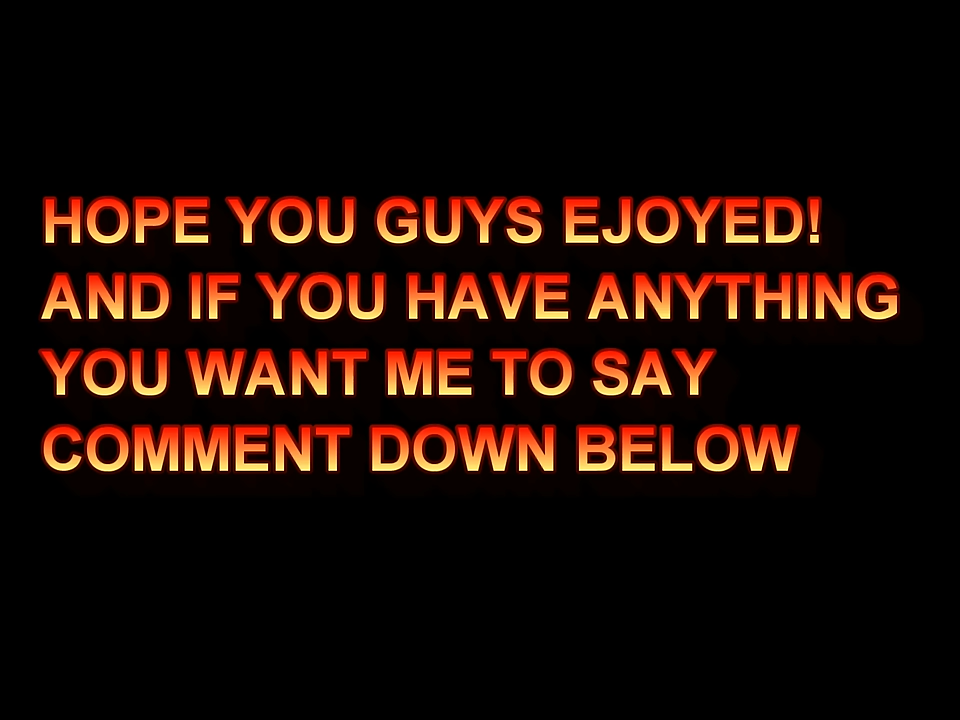 HOPE YOU GUYS EJOYED!
AND IF YOU HAVE ANYTHING
YOU WANT ME TO SAY
COMMENT DOWN BELOW